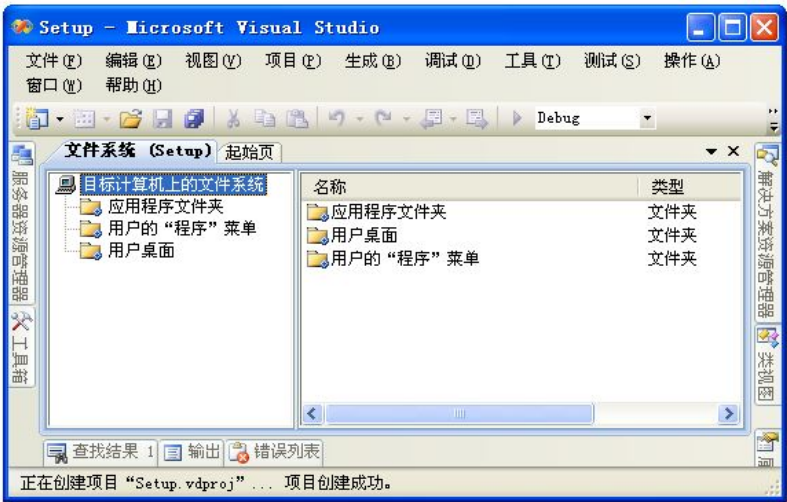 Setup - Microsoft Visual Studio
文件(F) 编辑(E) 视图(V) 项目(P) 生成(B) 调试(D) 工具(T) 测试(S) 操作(A)
窗口(W) 帮助(H)
Debug
文件系统 (Setup) 起始页
服务器资源管理器
工具箱
目标计算机上的文件系统
应用程序文件夹
用户的“程序”菜单
用户桌面
名称 类型
应用程序文件夹 文件夹
用户桌面 文件夹
用户的“程序”菜单 文件夹
解决方案资源管理器
类视图
查找结果 1 输出 错误列表
正在创建项目“Setup.vdproj”... 项目创建成功。